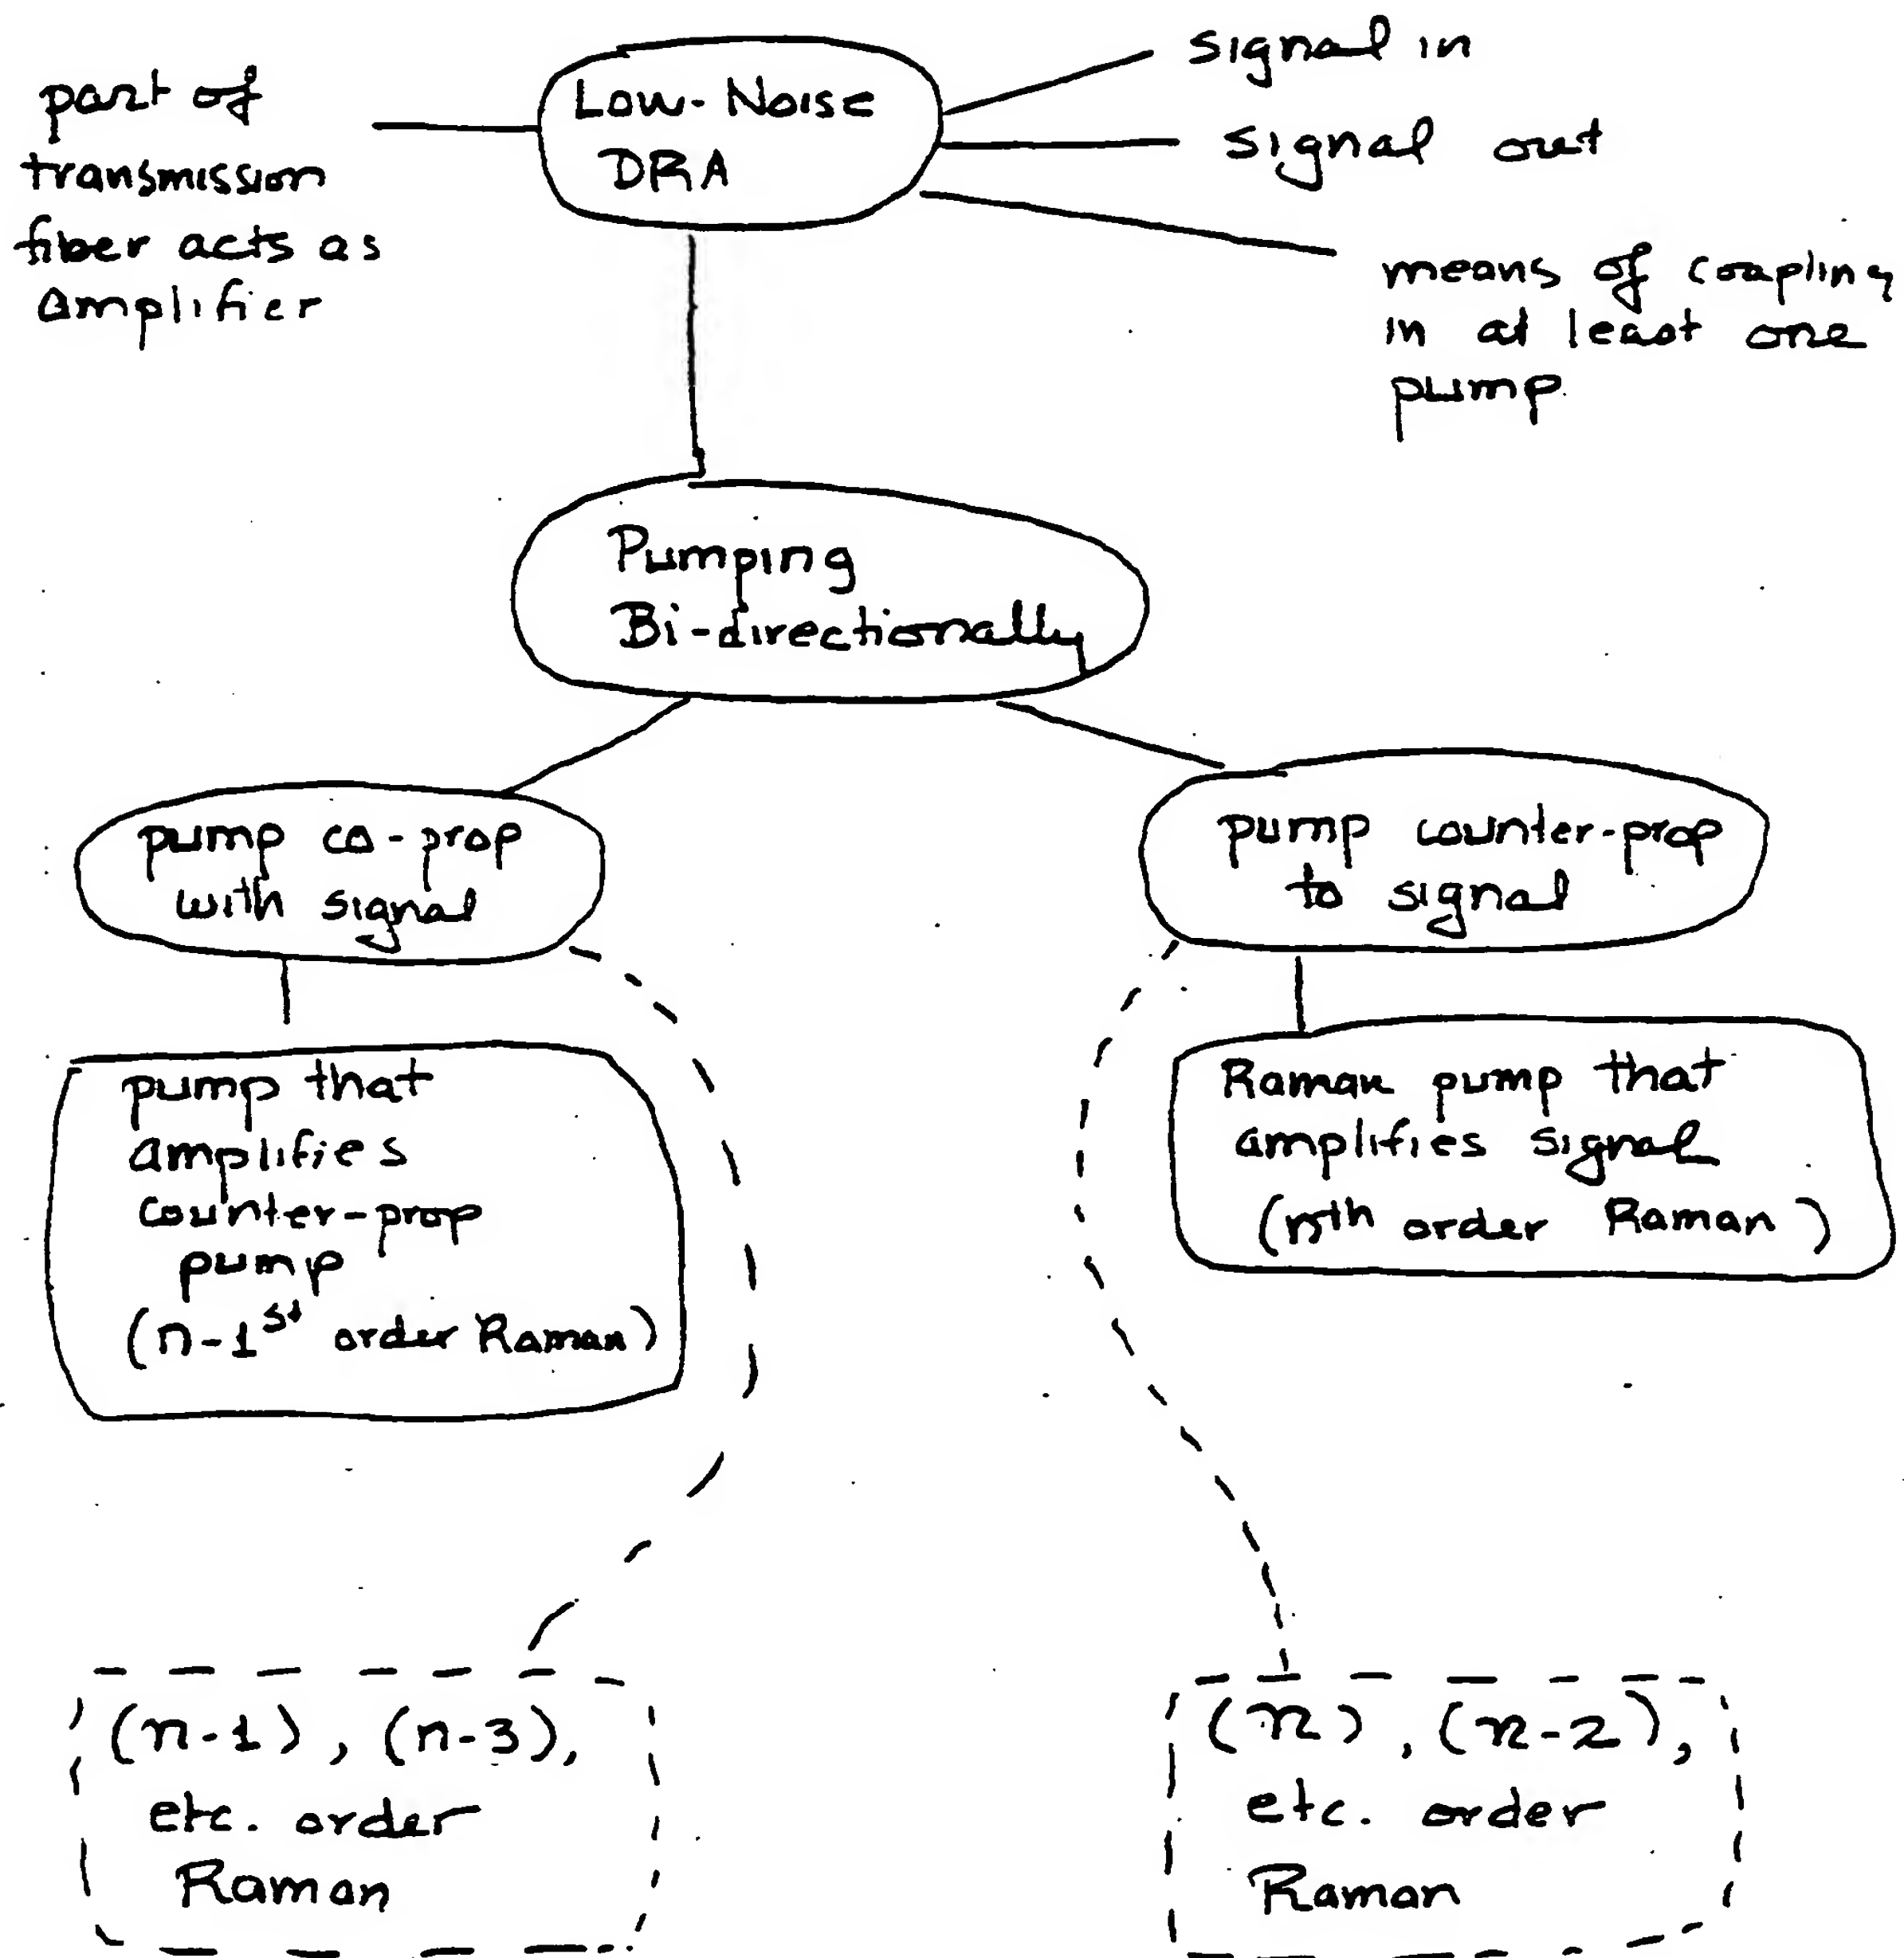 part of
transmission
fiber acts as
Amplifier
Low-Noise
DRA
signal in
signal out
means of coupling
in at least one
pump
Pumping
Bi-directionally
pump co-prop
with signal
pump counter-prop
to signal
pump that
amplifies
counter-prop
pump
(n-1st order Raman)
Raman pump that
amplifies signal
(nth order Raman)
(n-1), (n-3),
etc. order
Raman
(n), (n-2),
etc. order
Raman